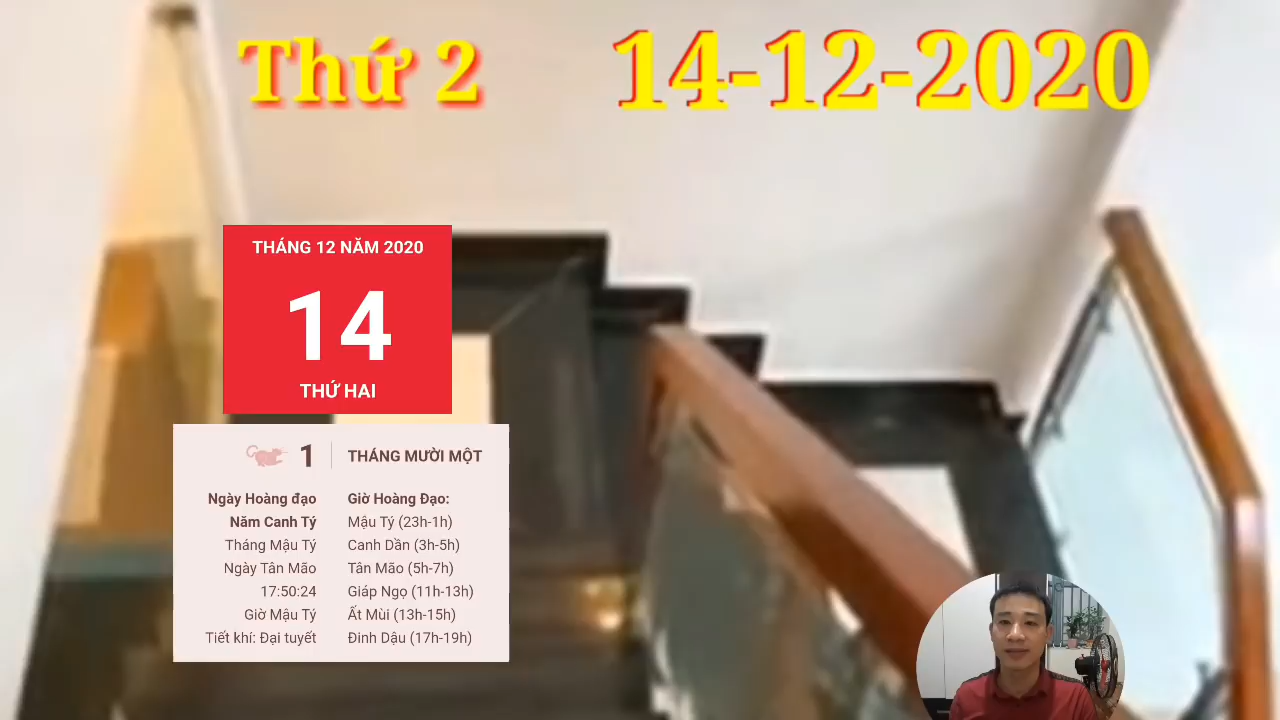 Thứ 2 14-12-2020
THÁNG 12 NĂM 2020
14
THỨ HAI
1 THÁNG MƯỜI MỘT
Ngày Hoàng đạo Giờ Hoàng Đạo:
Năm Canh Tý Mậu Tý (23h-1h)
Tháng Mậu Tý Canh Dần (3h-5h)
Ngày Tân Mão Tân Mão (5h-7h)
17:50:24 Giáp Ngọ (11h-13h)
Giờ Mậu Tý Ất Mùi (13h-15h)
Tiết khí: Đại tuyết Đinh Dậu (17h-19h)